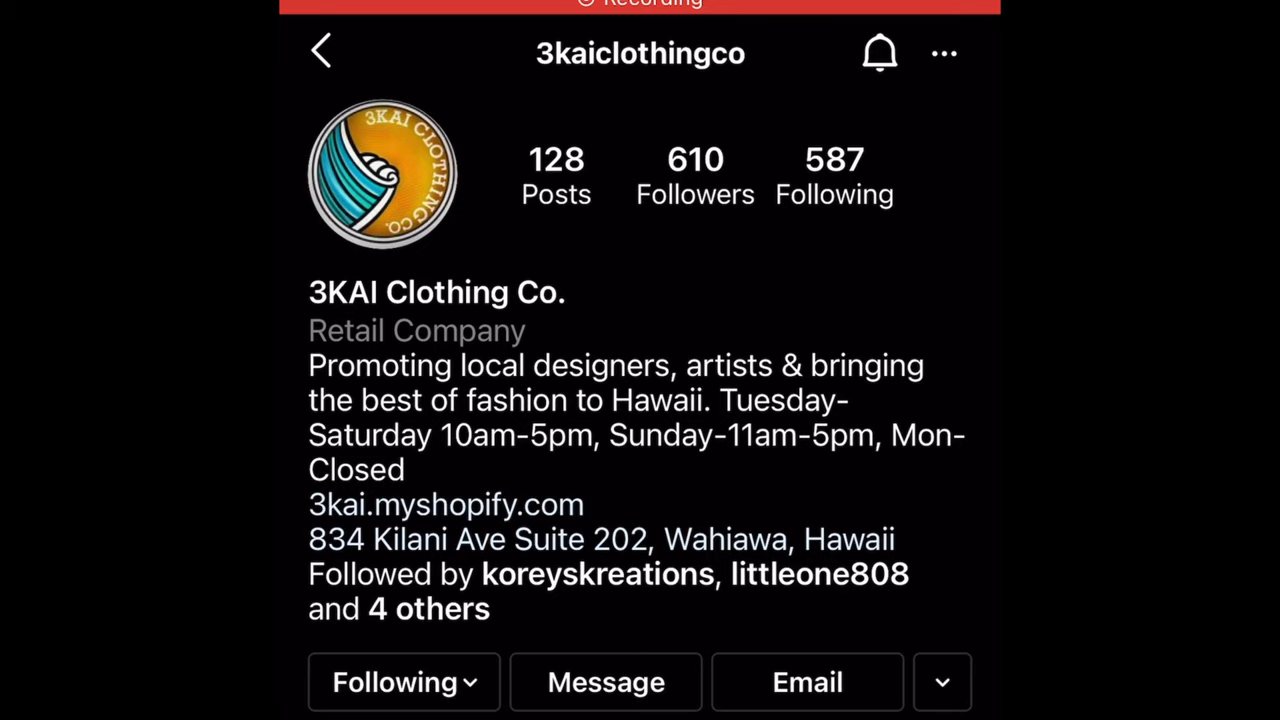 Recording
3kaiclothingco
3KAI CLOTHING CO.
128
610
587
Posts
Followers
Following
3KAI Clothing Co.
Retail Company
Promoting local designers, artists & bringing
the best of fashion to Hawaii. Tuesday-
Saturday 10am-5pm, Sunday-11am-5pm, Mon-
Closed
3kai.myshopify.com
834 Kilani Ave Suite 202, Wahiawa, Hawaii
Followed by koreyskreations, littleone808
and 4 others
Following
Message
Email